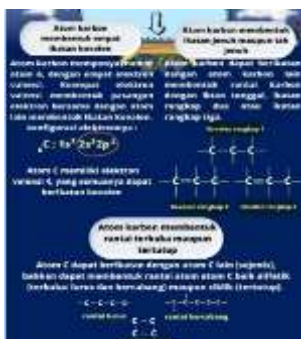 Atom karbon
membentuk empat
ikatan kovalen
Atom karbon membentuk
ikatan jenuh maupun tak
jenuh
Atom karbon mempunyai nomor
atom 6, dengan empat elektron
valensi. Keempat elektron
valensi membentuk pasangan
elektron bersama dengan atom
lain membentuk ikatan kovalen.
konfigurasi elektronnya :
₆C : 1s² 2s² 2p²
Atom C memiliki elektron
valensi 4, yang semuanya dapat
berikatan kovalen
Atom karbon dapat berikatan
dengan atom karbon lain
membentuk rantai karbon
dengan ikatan tunggal, ikatan
rangkap dua atau ikatan
rangkap tiga.
Atom karbon membentuk
rantai terbuka maupun
tertutup
Atom C dapat berikatan dengan atom C lain (sejenis),
bahkan dapat membentuk rantai atom atom C baik alifatik
(terbuka: lurus dan bercabang) maupun siklik (tertutup).
rantai lurus
rantai bercabang